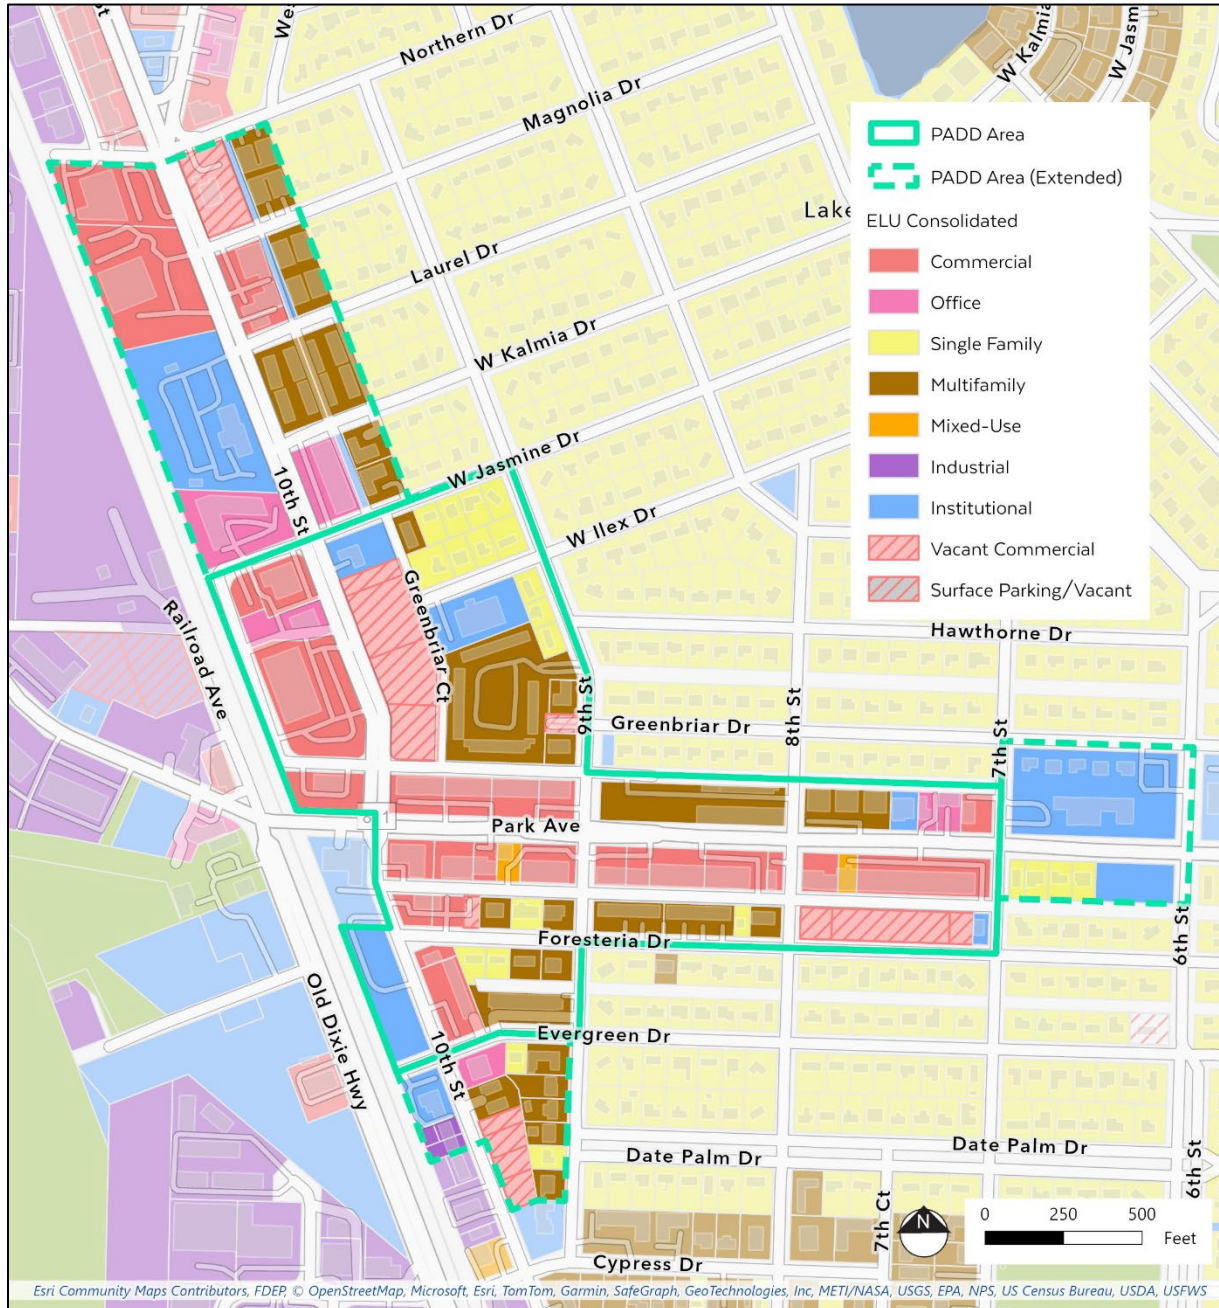 St
We
Northern Dr
W Kalmia
W Jasm
Magnolia Dr
Lake
Laurel Dr
W Kalmia Dr
W Jasmine Dr
10th St
W Ilex Dr
Greenbriar Ct
Railroad Ave
9th St
Hawthorne Dr
8th St
7th St
Greenbriar Dr
Park Ave
Foresteria Dr
6th St
Old Dixie Hwy
10th St
Evergreen Dr
Date Palm Dr
Date Palm Dr
6th St
7th Ct
Cypress Dr
PADD Area
PADD Area (Extended)
ELU Consolidated
Commercial
Office
Single Family
Multifamily
Mixed-Use
Industrial
Institutional
Vacant Commercial
Surface Parking/Vacant
N
0 250 500
Feet
Esri Community Maps Contributors, FDEP, © OpenStreetMap, Microsoft, Esri, TomTom, Garmin, SafeGraph, GeoTechnologies, Inc, METI/NASA, USGS, EPA, NPS, US Census Bureau, USDA, USFWS